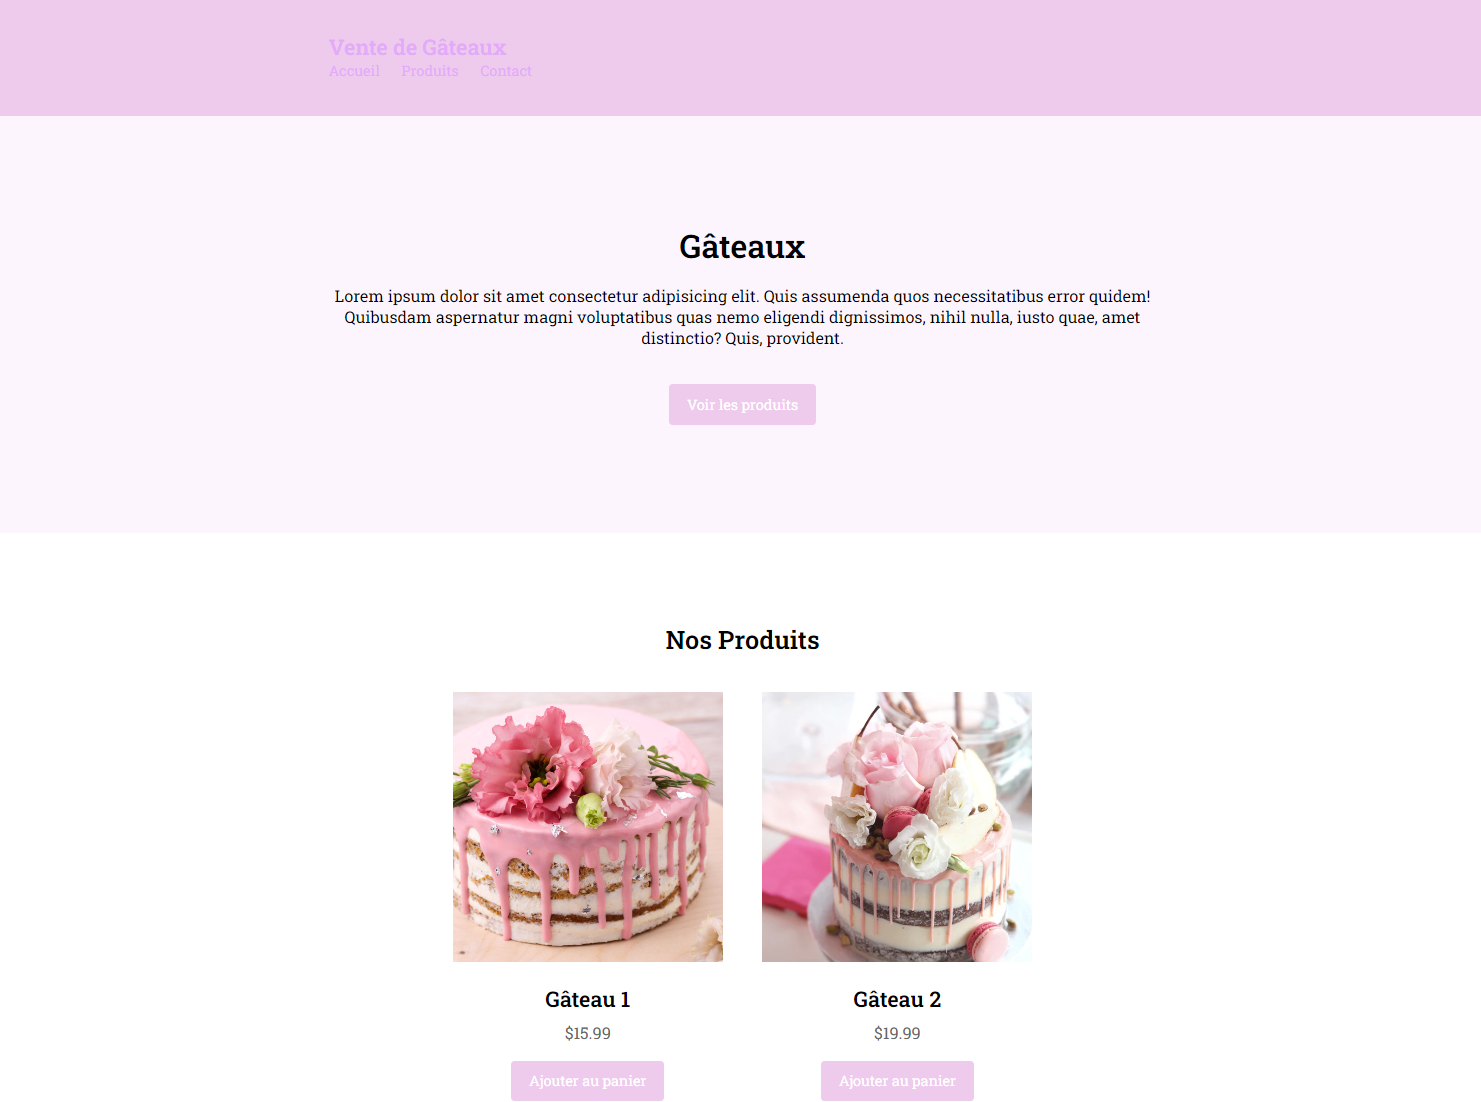 Vente de Gâteaux
Accueil Produits Contact
Gâteaux
Lorem ipsum dolor sit amet consectetur adipisicing elit. Quis assumenda quos necessitatibus error quidem!
Quibusdam aspernatur magni voluptatibus quas nemo eligendi dignissimos, nihil nulla, iusto quae, amet
distinctio? Quis, provident.
Voir les produits
Nos Produits
Gâteau 1
$15.99
Ajouter au panier
Gâteau 2
$19.99
Ajouter au panier